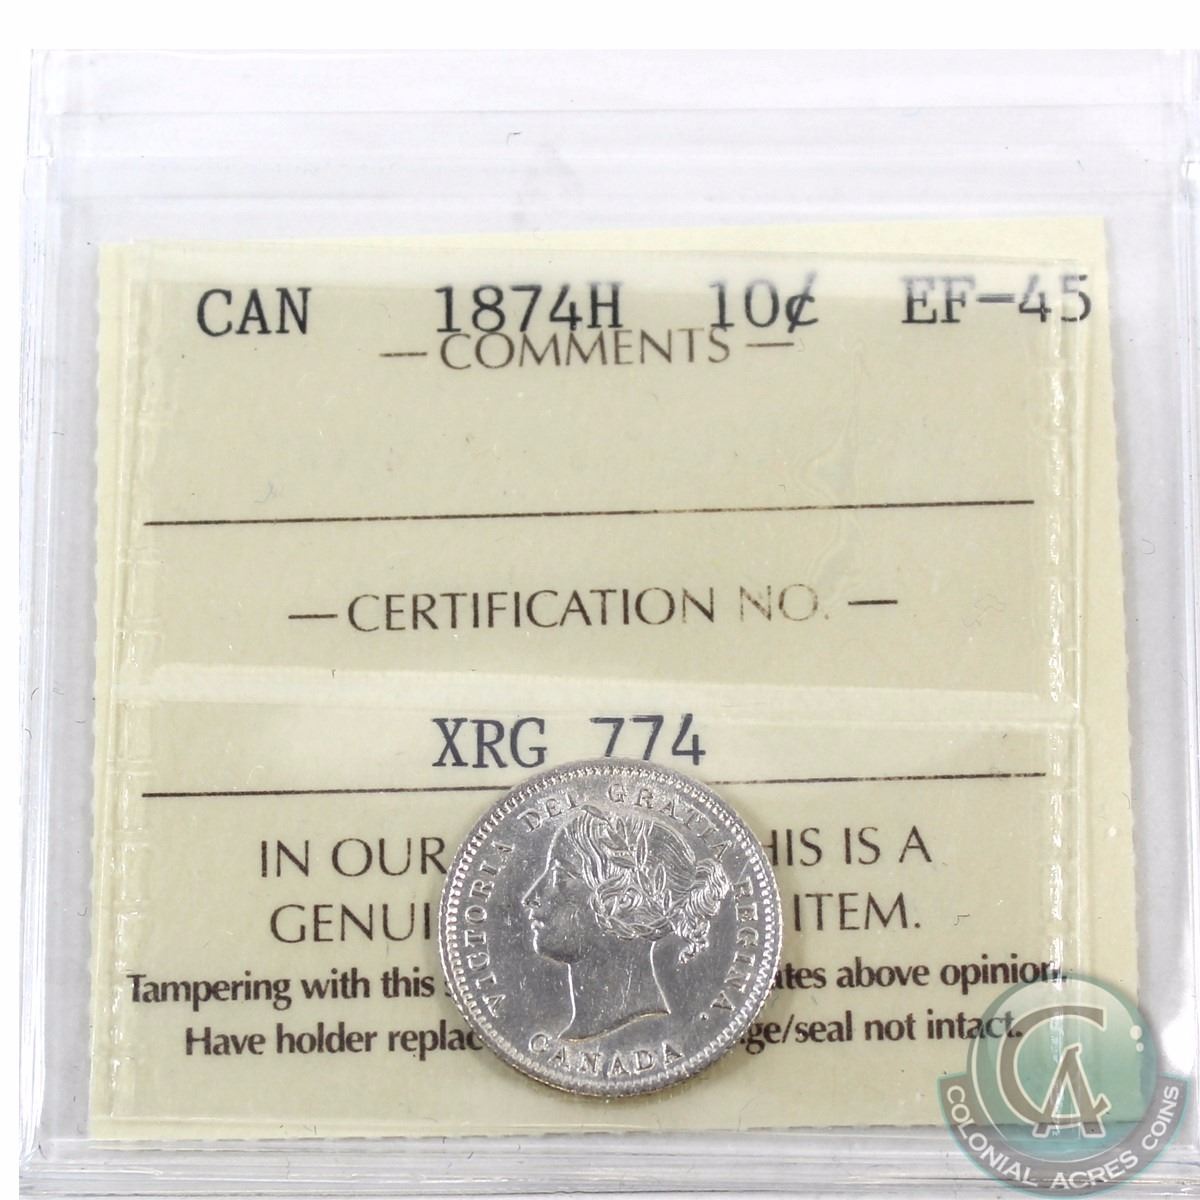 CAN 1874H 10¢ EF-45
— COMMENTS —
— CERTIFICATION NO. —
XRG 774
IN OUR HIS IS A
GENUI ITEM.
Tampering with this s ates above opinion.
Have holder replac ge/seal not intact.
VICTORIA DEI GRATIA REGINA.
CANADA
CA
COLONIAL ACRES COINS